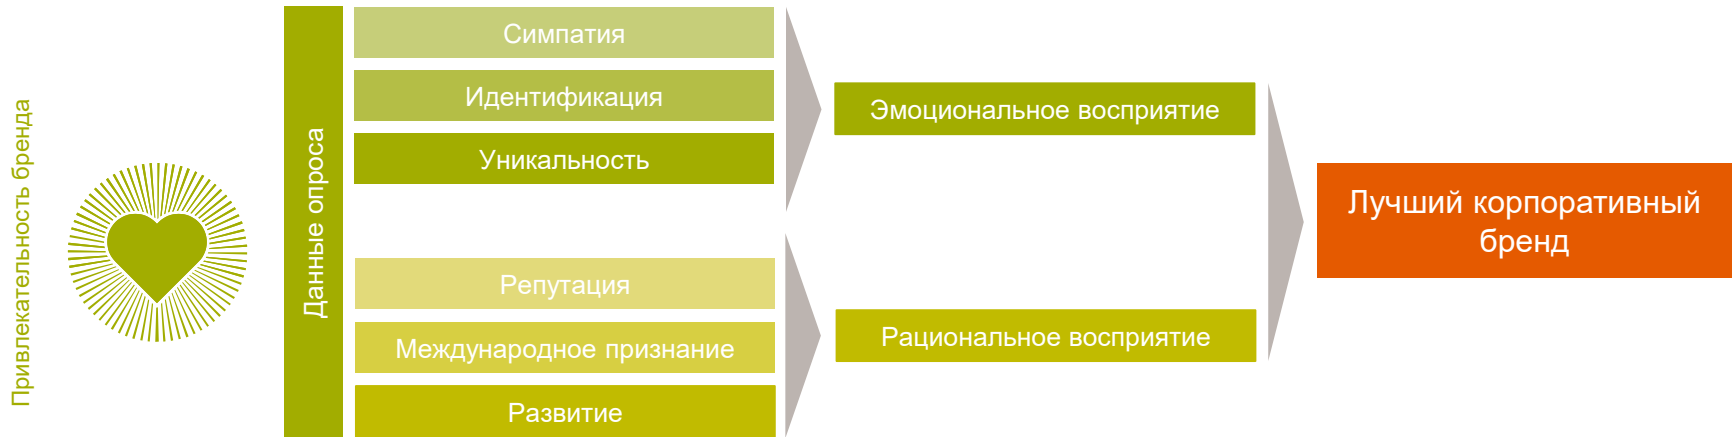 Привлекательность бренда
Данные опроса
Симпатия
Идентификация
Уникальность
Репутация
Международное признание
Развитие
Эмоциональное восприятие
Рациональное восприятие
Лучший корпоративный
бренд